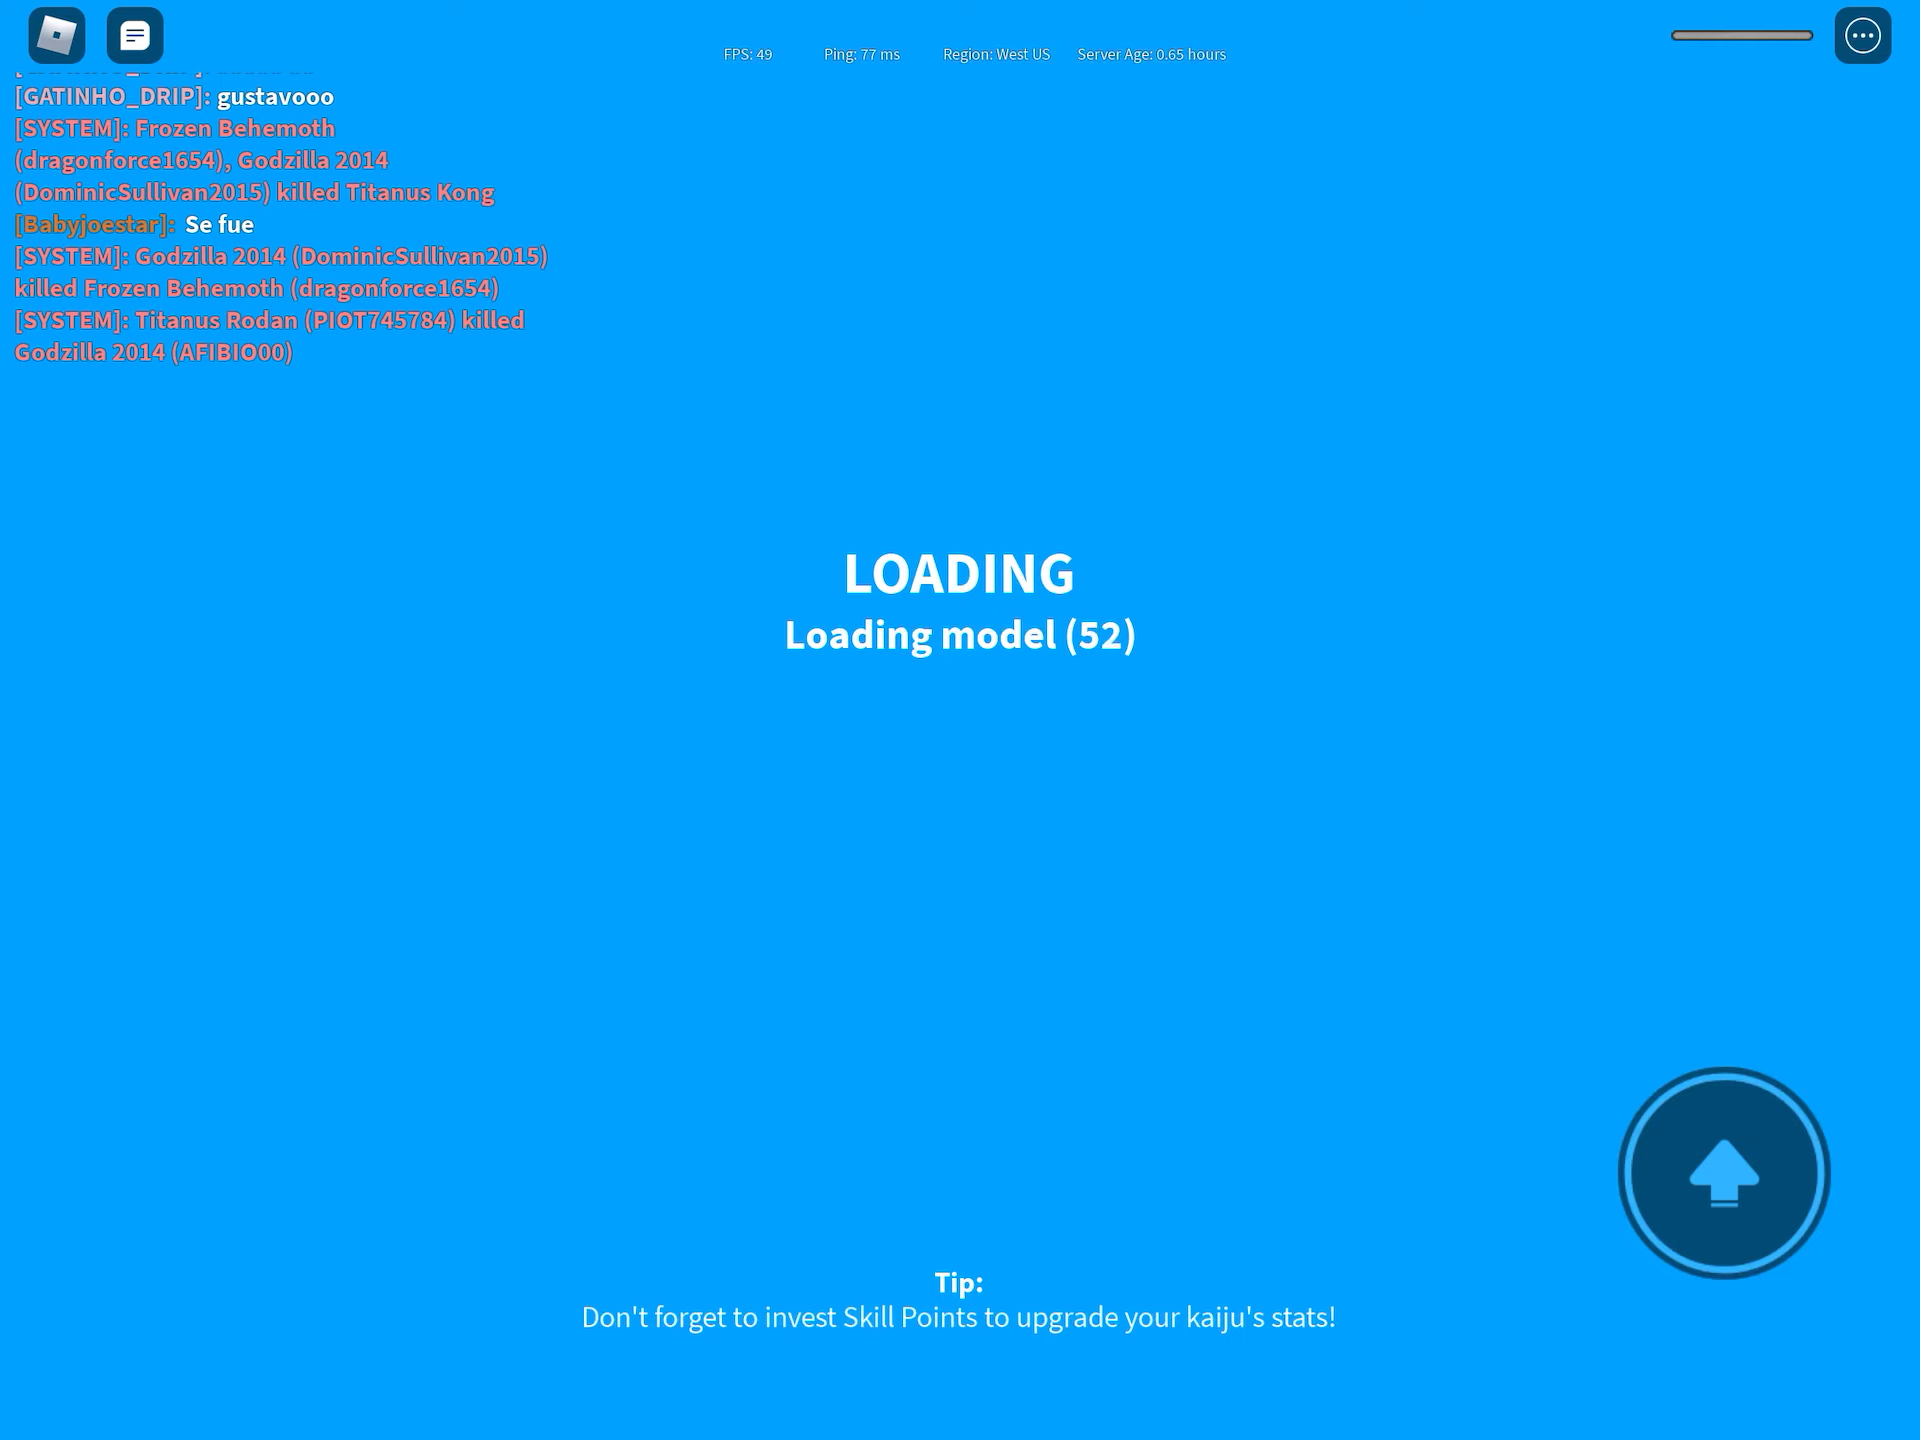 FPS: 49 Ping: 77 ms Region: West US Server Age: 0.65 hours
[GATINHO_DRIP]: gustavooo
[SYSTEM]: Frozen Behemoth
(dragonforce1654), Godzilla 2014
(DominicSullivan2015) killed Titanus Kong
[Babyjoestar]: Se fue
[SYSTEM]: Godzilla 2014 (DominicSullivan2015)
killed Frozen Behemoth (dragonforce1654)
[SYSTEM]: Titanus Rodan (PIOT745784) killed
Godzilla 2014 (AFIBIO00)
LOADING
Loading model (52)
Tip:
Don't forget to invest Skill Points to upgrade your kaiju's stats!